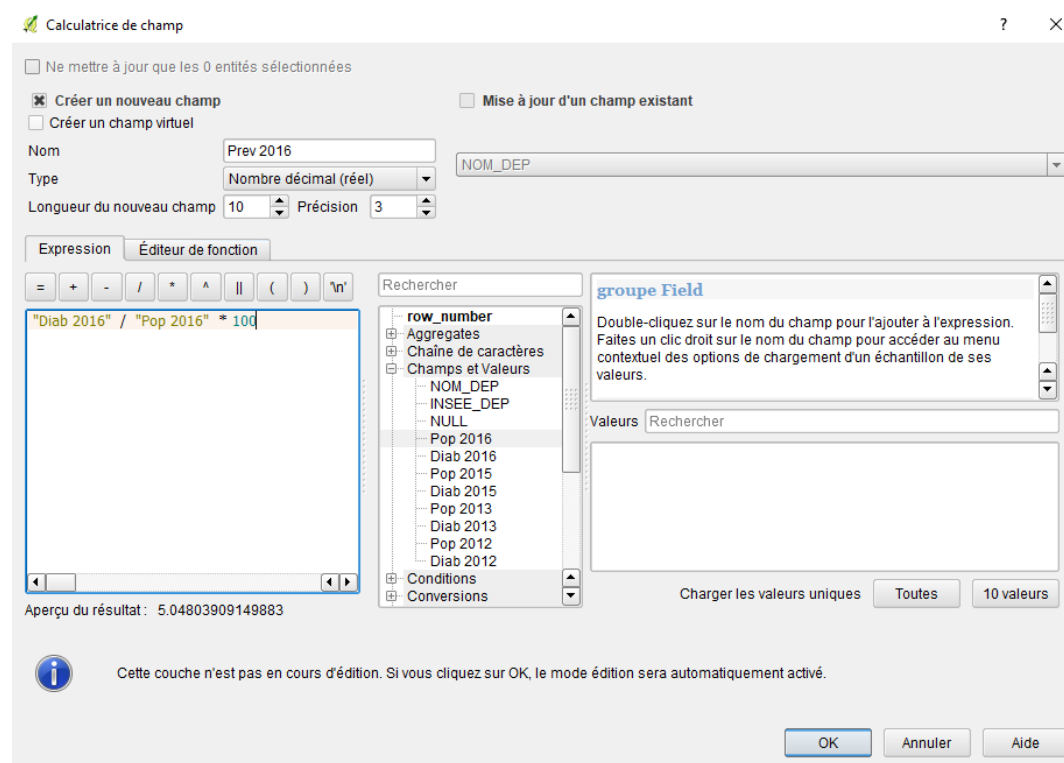 Calculatrice de champ
?
Ne mettre à jour que les 0 entités sélectionnées
Créer un nouveau champ
Mise à jour d'un champ existant
Créer un champ virtuel
Nom
Prev 2016
NOM_DEP
Type
Nombre décimal (réel)
Longueur du nouveau champ
10
Précision
3
Expression
Éditeur de fonction
= + - / * ^ || ( ) '\n'
Rechercher
groupe Field
"Diab 2016" / "Pop 2016" * 100
row_number
Aggregates
Chaîne de caractères
Champs et Valeurs
NOM_DEP
INSEE_DEP
NULL
Pop 2016
Diab 2016
Pop 2015
Diab 2015
Pop 2013
Diab 2013
Pop 2012
Diab 2012
Conditions
Conversions
Double-cliquez sur le nom du champ pour l'ajouter à l'expression.
Faites un clic droit sur le nom du champ pour accéder au menu
contextuel des options de chargement d'un échantillon de ses
valeurs.
Valeurs
Rechercher
Charger les valeurs uniques
Toutes
10 valeurs
Aperçu du résultat : 5.04803909149883
Cette couche n'est pas en cours d'édition. Si vous cliquez sur OK, le mode édition sera automatiquement activé.
OK
Annuler
Aide